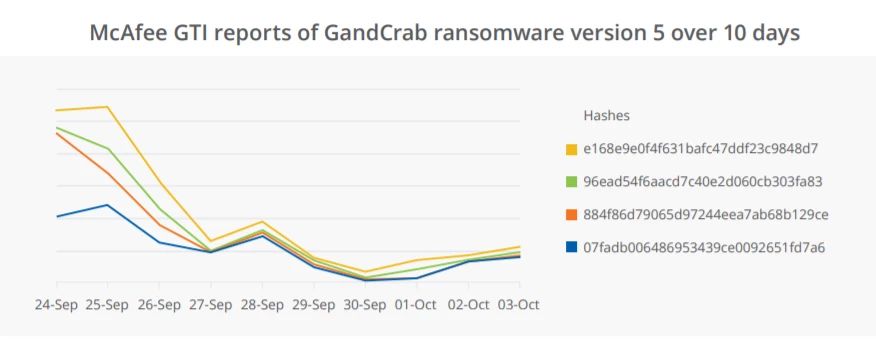 McAfee GTI reports of GandCrab ransomware version 5 over 10 days
Hashes
e168e9e0f4f631bafc47ddf23c9848d7
96ead54f6aacd7c40e2d060cb303fa83
884f86d79065d97244eea7ab68b129ce
07fadb006486953439ce0092651fd7a6
24-Sep 25-Sep 26-Sep 27-Sep 28-Sep 29-Sep 30-Sep 01-Oct 02-Oct 03-Oct